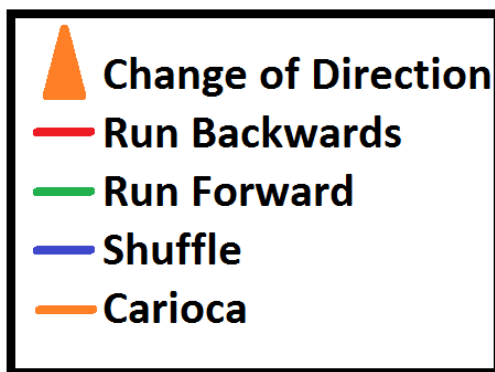 Change of Direction
Run Backwards
Run Forward
Shuffle
Carioca